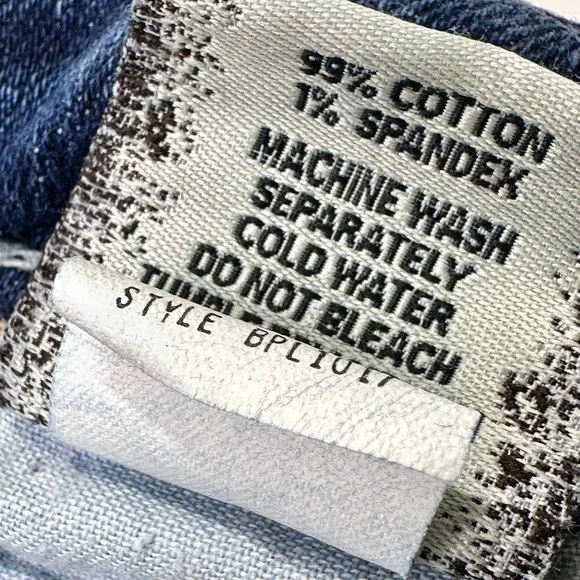 99% COTTON
1% SPANDEX
MACHINE WASH
SEPARATELY
COLD WATER
DO NOT BLEACH
STYLE BPL1017